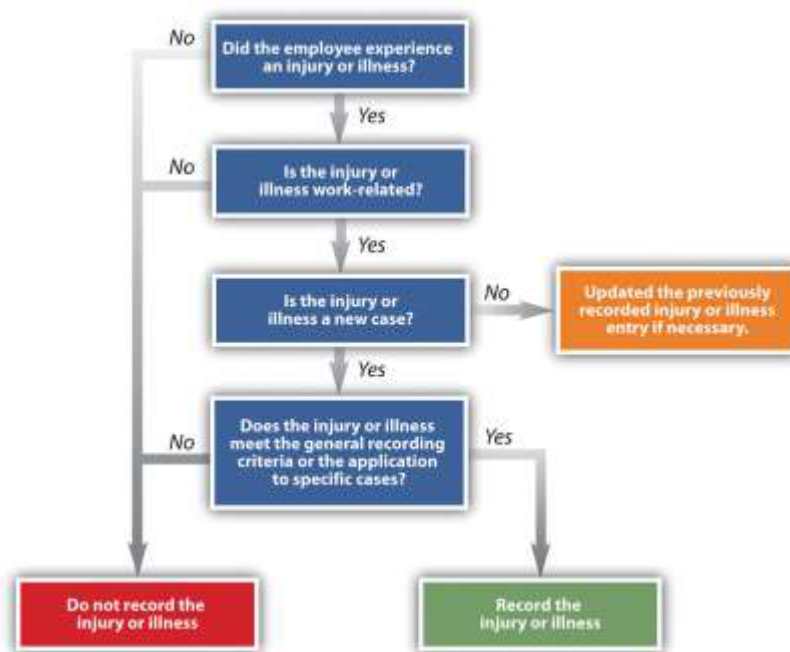 No
Did the employee experience
an injury or illness?
Yes
No
Is the injury or
illness work-related?
Yes
Is the injury or
illness a new case?
No
Updated the previously
recorded injury or illness
entry if necessary.
Yes
No
Does the injury or illness
meet the general recording
criteria or the application
to specific cases?
Yes
Do not record the
injury or illness
Record the
injury or illness